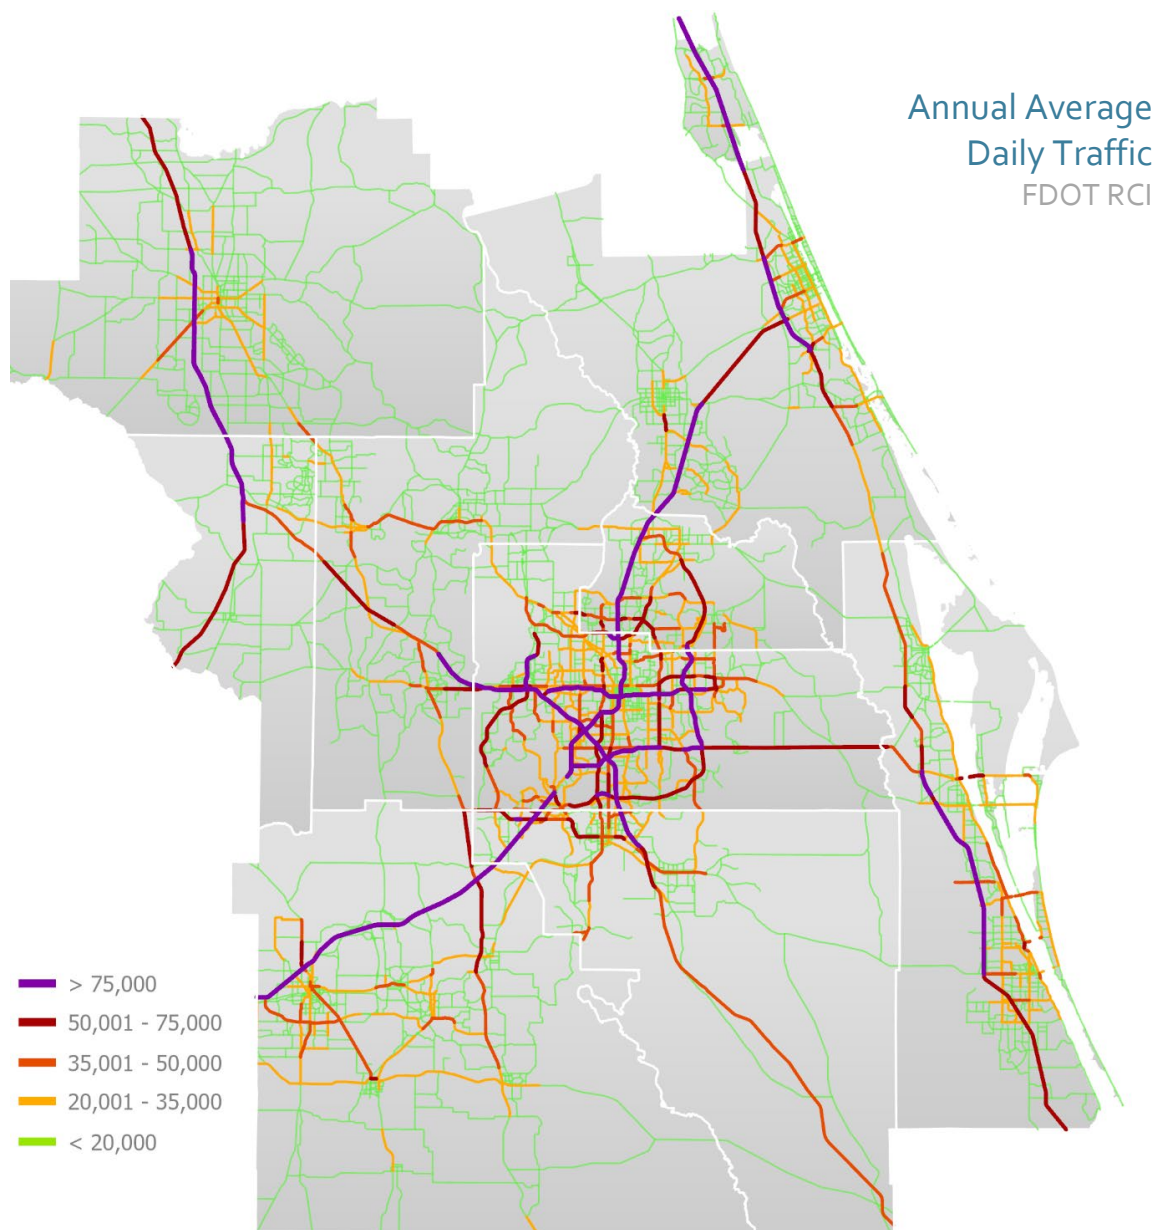 Annual Average
Daily Traffic
FDOT RCI
> 75,000
50,001 - 75,000
35,001 - 50,000
20,001 - 35,000
< 20,000